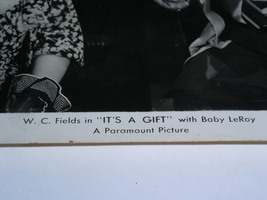 W. C. Fields in "IT'S A GIFT" with Baby LeRoy
A Paramount Picture